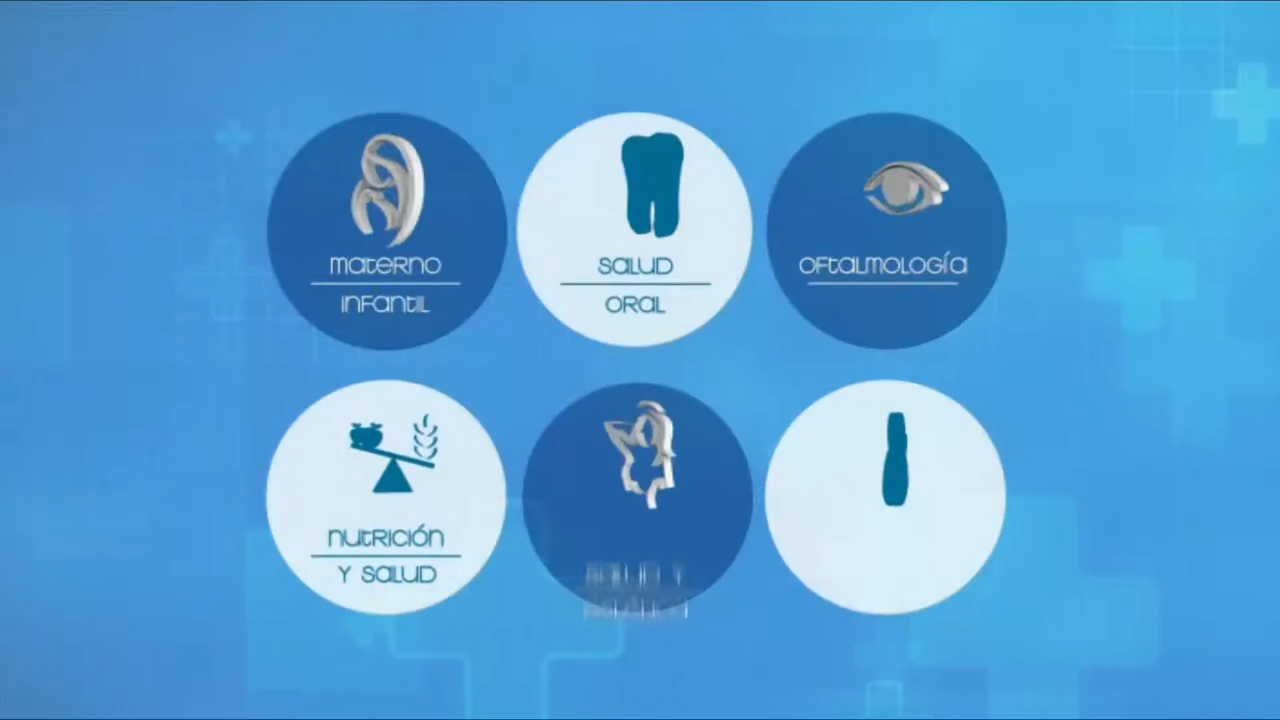 MATERNO
INFANTIL
SALUD
ORAL
OFTALMOLOGÍA
NUTRICIÓN
Y SALUD